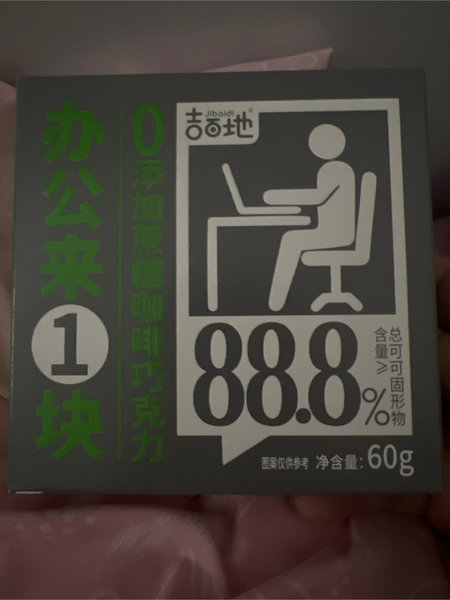 办公来1块
0添加蔗糖咖啡巧克力
Jibaidi®
吉百地
88.8%
总可可固形物
含量≥
图案仅供参考 净含量:60g